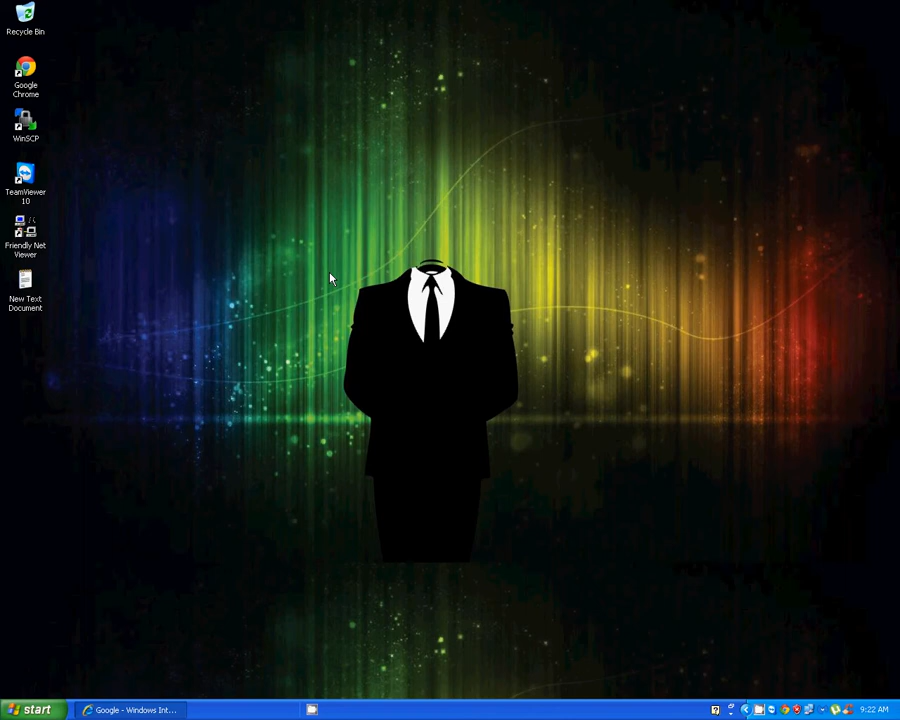 Recycle Bin
Google
Chrome
WinSCP
TeamViewer
10
Friendly Net
Viewer
New Text
Document
start
Google - Windows Int...
9:22 AM